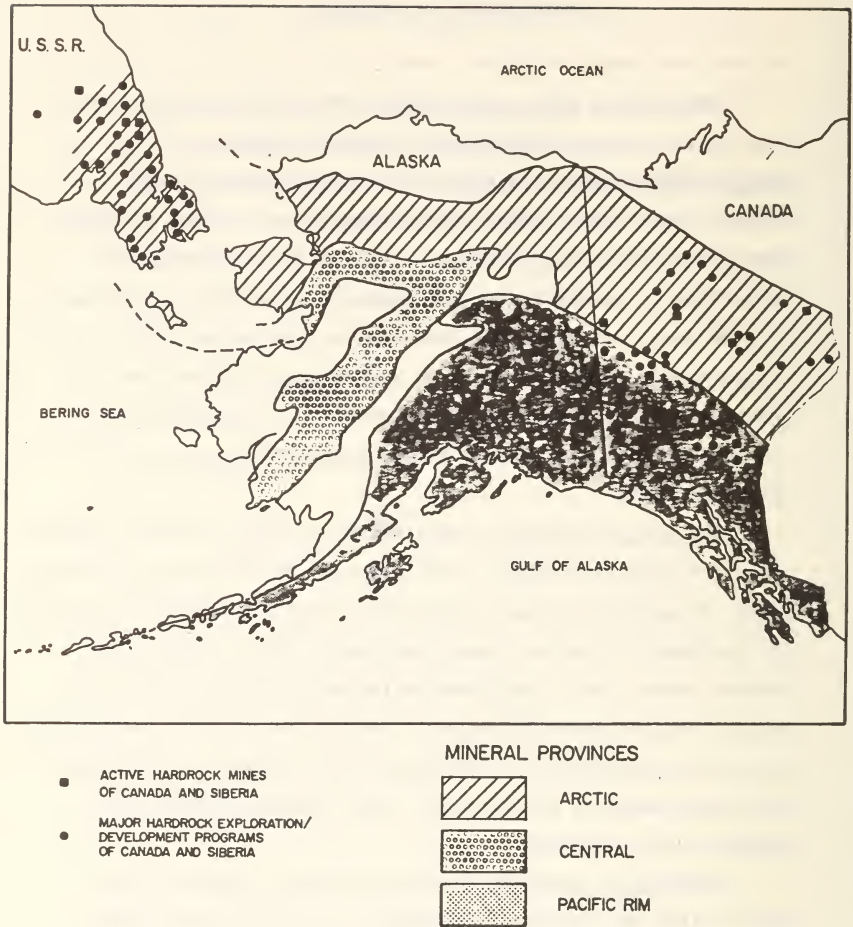 U.S.S.R.
ARCTIC OCEAN
ALASKA
CANADA
BERING SEA
GULF OF ALASKA
MINERAL PROVINCES
ACTIVE HARDROCK MINES
OF CANADA AND SIBERIA
MAJOR HARDROCK EXPLORATION/
DEVELOPMENT PROGRAMS
OF CANADA AND SIBERIA
ARCTIC
CENTRAL
PACIFIC RIM